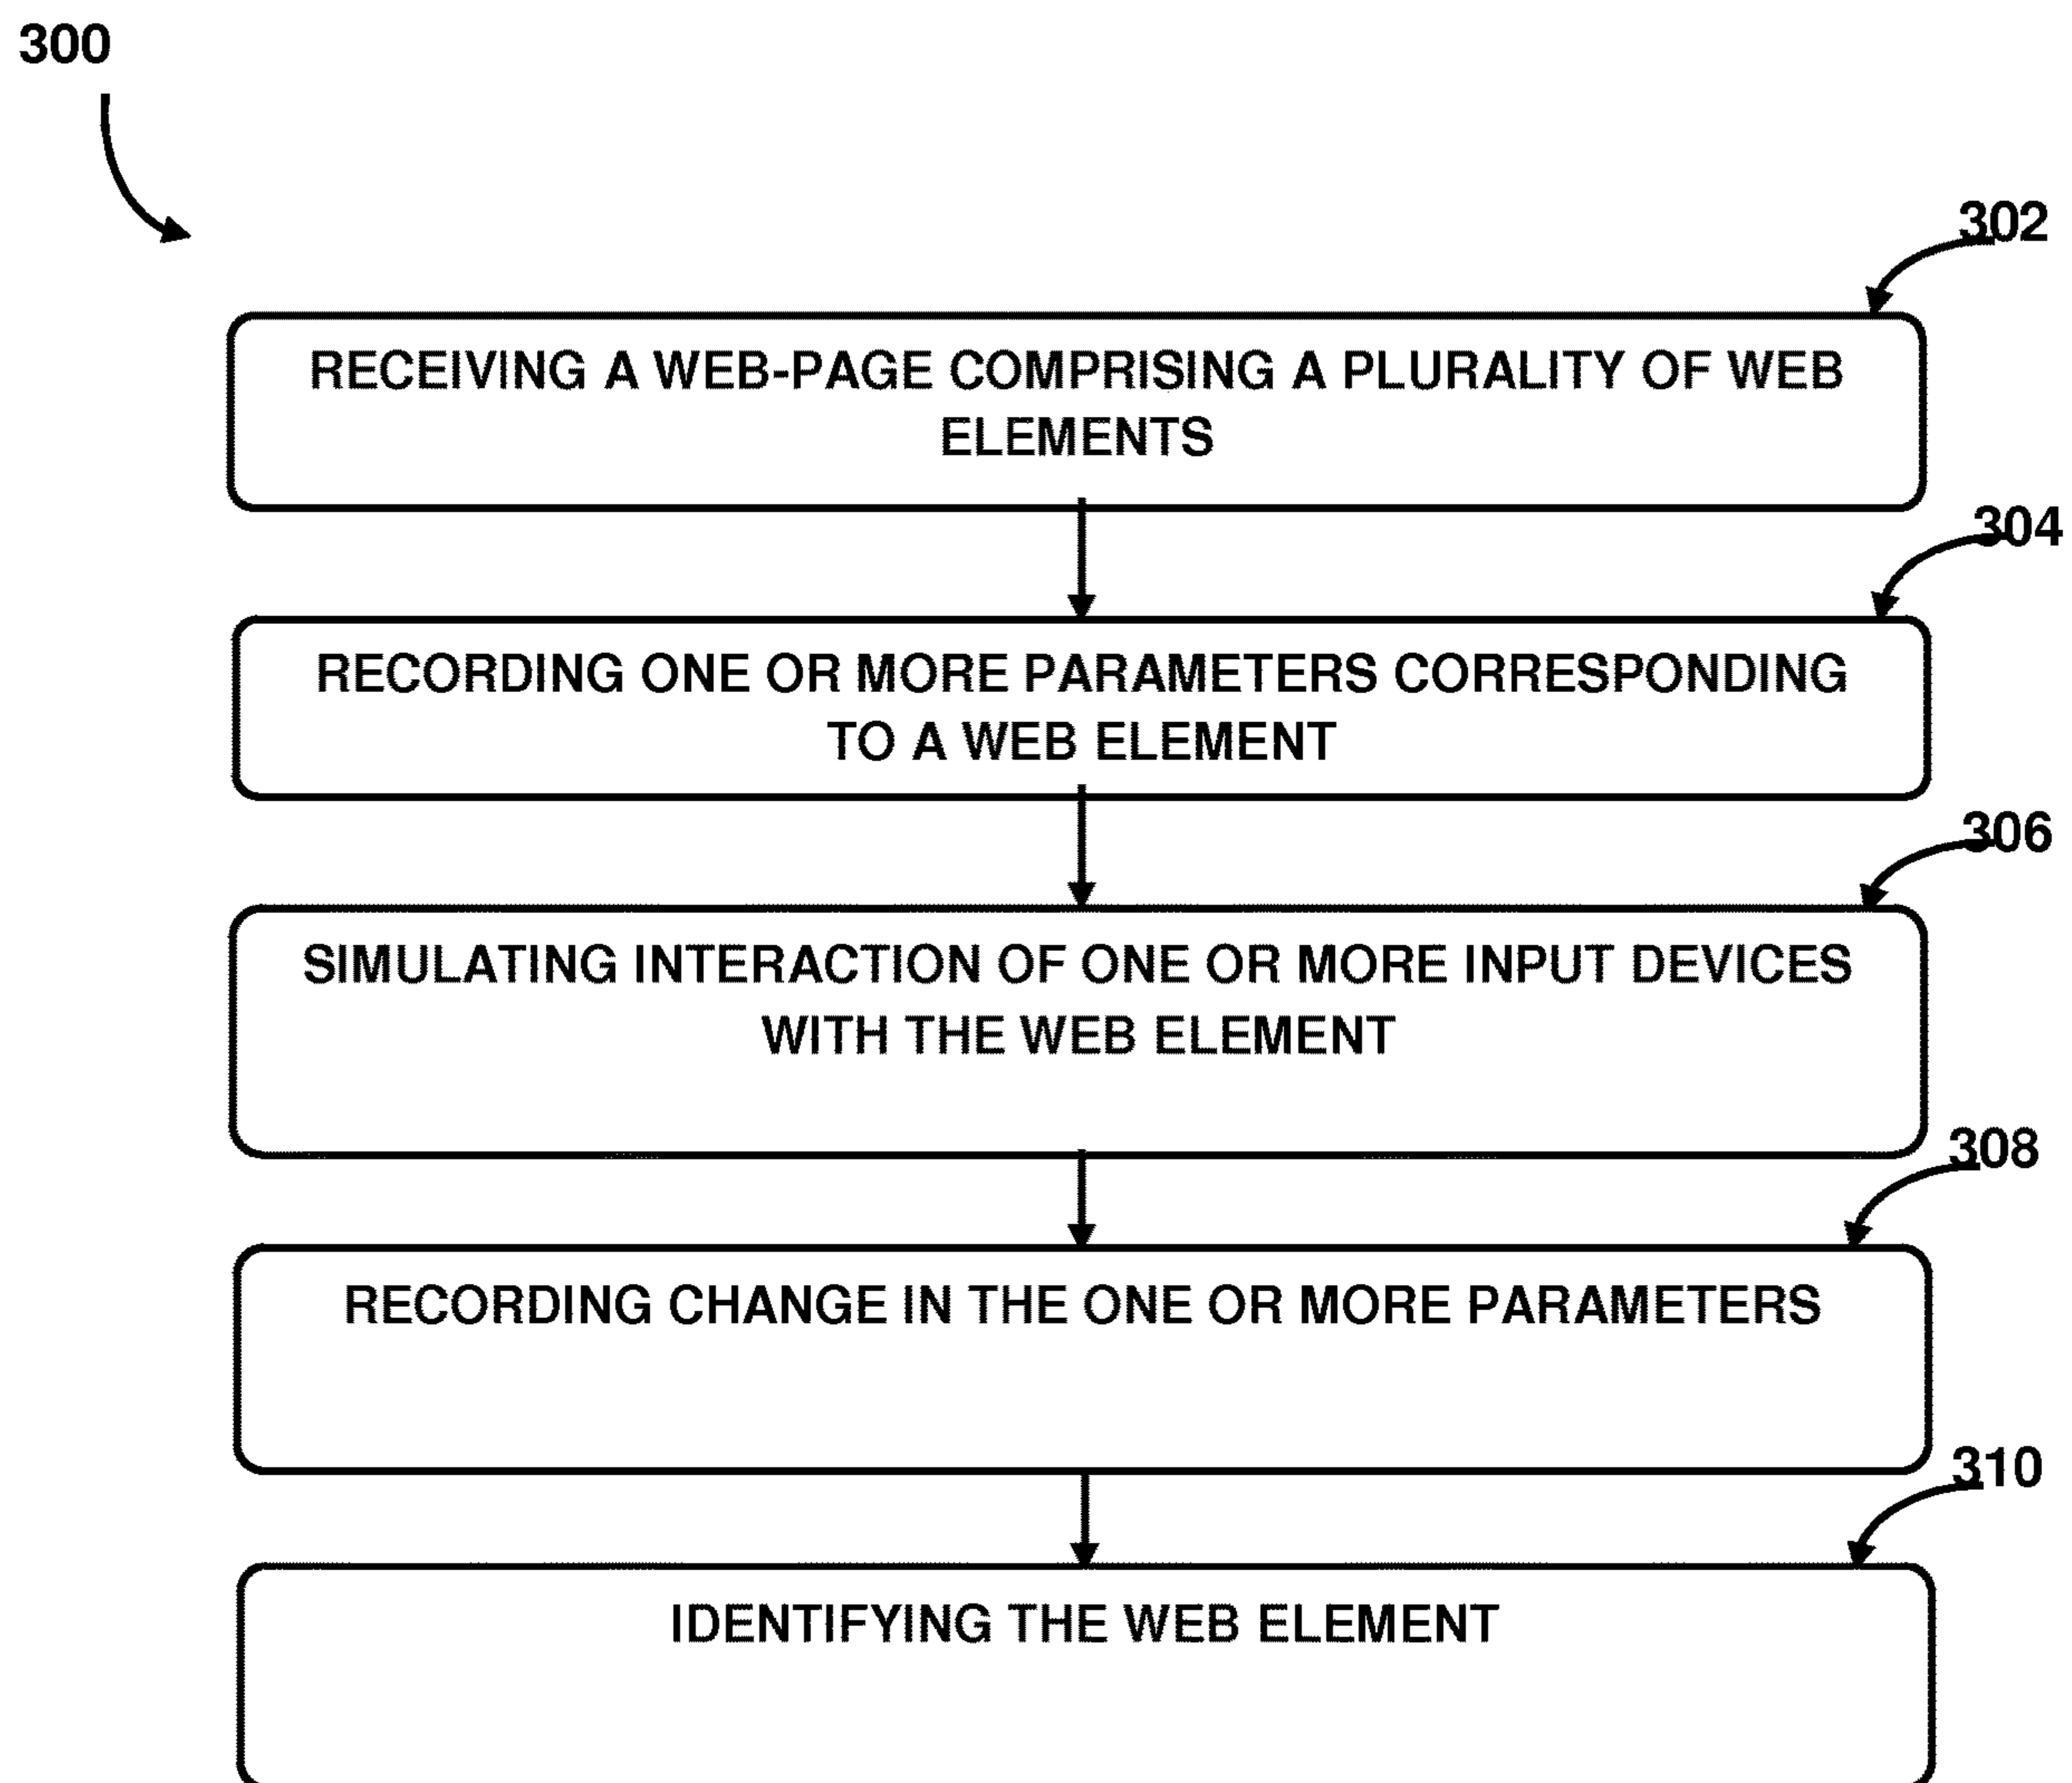 300
302
RECEIVING A WEB-PAGE COMPRISING A PLURALITY OF WEB
ELEMENTS
304
RECORDING ONE OR MORE PARAMETERS CORRESPONDING
TO A WEB ELEMENT
306
SIMULATING INTERACTION OF ONE OR MORE INPUT DEVICES
WITH THE WEB ELEMENT
308
RECORDING CHANGE IN THE ONE OR MORE PARAMETERS
310
IDENTIFYING THE WEB ELEMENT